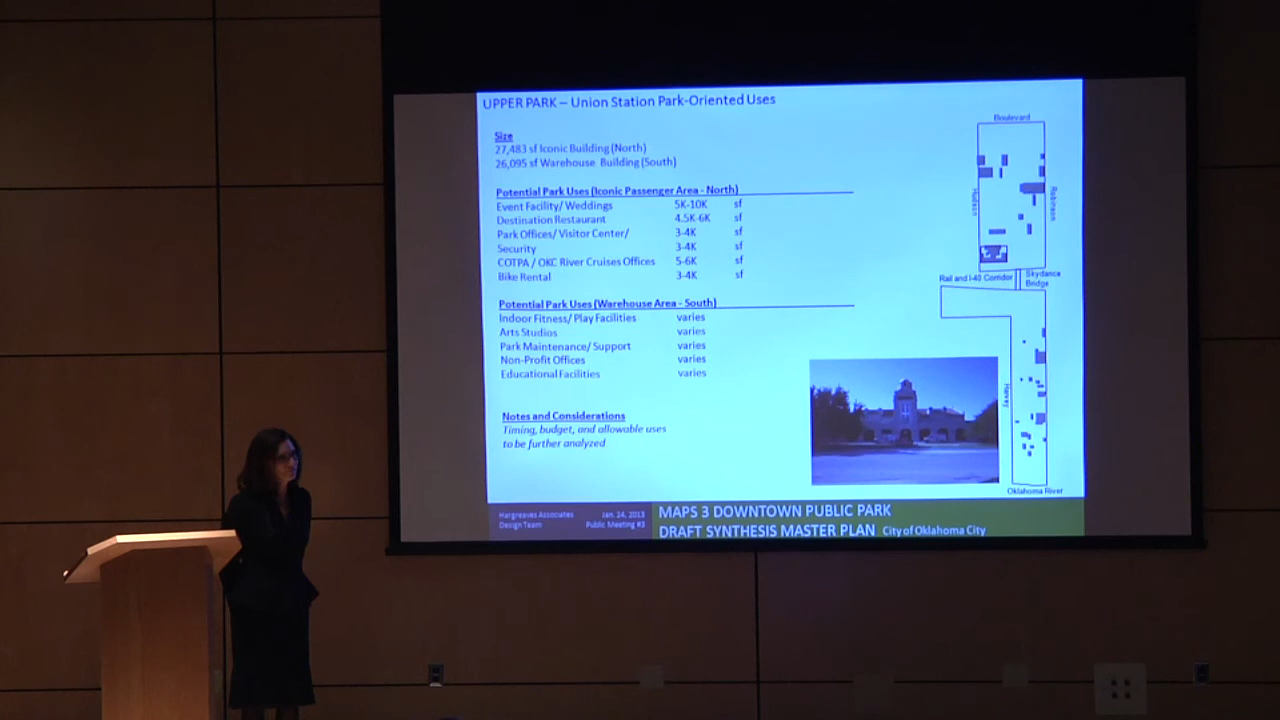 UPPER PARK – Union Station Park-Oriented Uses
Size
27,483 sf Iconic Building (North)
26,095 sf Warehouse Building (South)
Potential Park Uses (Iconic Passenger Area - North)
Event Facility/ Weddings 5K-10K sf
Destination Restaurant 4.5K-6K sf
Park Offices/ Visitor Center/ 3-4K sf
Security 3-4K sf
COTPA / OKC River Cruises Offices 5-6K sf
Bike Rental 3-4K sf
Potential Park Uses (Warehouse Area - South)
Indoor Fitness/ Play Facilities varies
Arts Studios varies
Park Maintenance/ Support varies
Non-Profit Offices varies
Educational Facilities varies
Notes and Considerations
Timing, budget, and allowable uses
to be further analyzed
Boulevard
Hudson
Robinson
Rail and I-40 Corridor
Skydance
Bridge
Harvey
Oklahoma River
Hargreaves Associates
Design Team
Jan. 24, 2013
Public Meeting #3
MAPS 3 DOWNTOWN PUBLIC PARK
DRAFT SYNTHESIS MASTER PLAN City of Oklahoma City